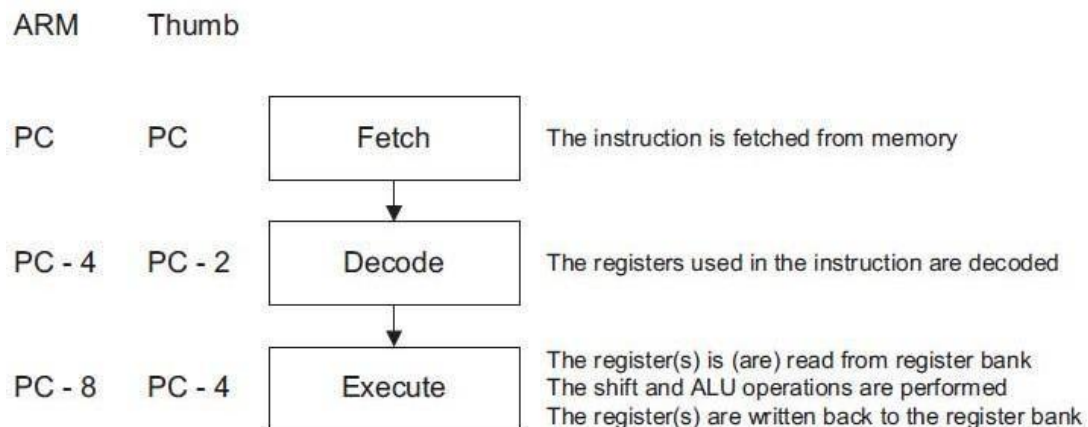 ARM Thumb
PC PC Fetch The instruction is fetched from memory
PC - 4 PC - 2 Decode The registers used in the instruction are decoded
PC - 8 PC - 4 Execute The register(s) is (are) read from register bank
The shift and ALU operations are performed
The register(s) are written back to the register bank